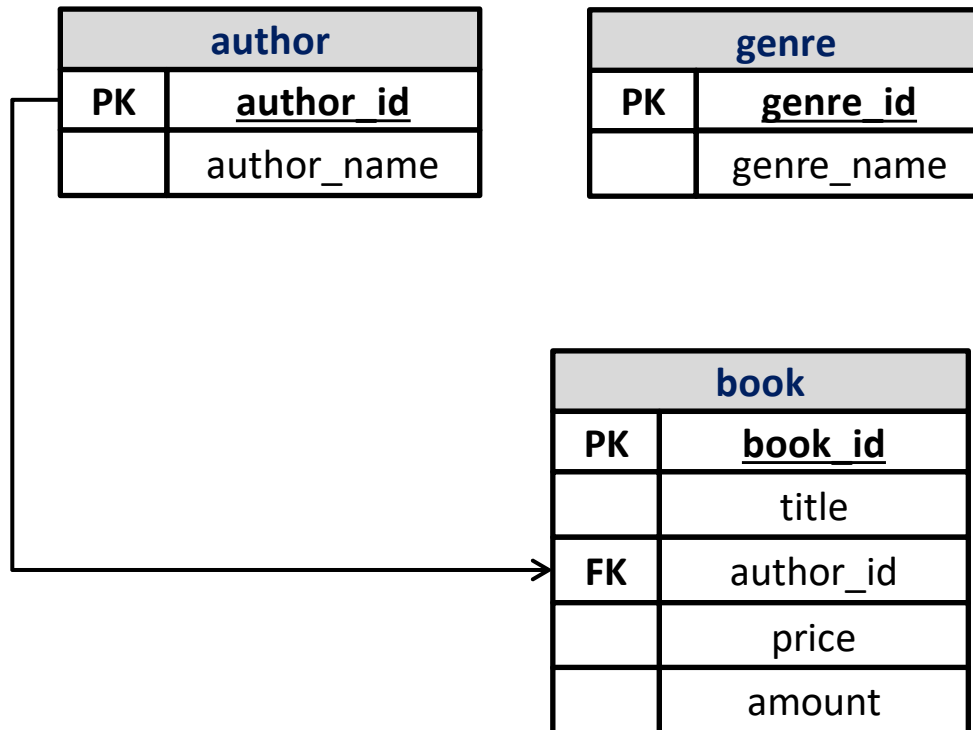 author
PK author_id
author_name
genre
PK genre_id
genre_name
book
PK book_id
title
FK author_id
price
amount